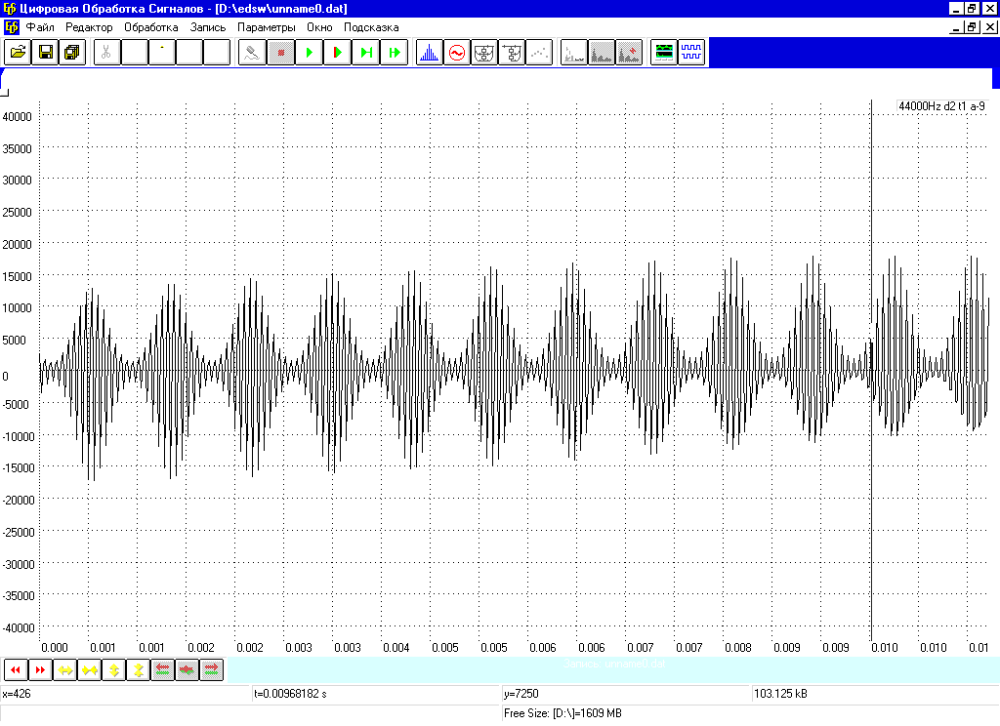 Цифровая Обработка Сигналов - [D:\edsw\unname0.dat]
Файл Редактор Обработка Запись Параметры Окно Подсказка
44000Hz d2 t1 a-9
40000
35000
30000
25000
20000
15000
10000
5000
0
-5000
-10000
-15000
-20000
-25000
-30000
-35000
-40000
0.000 0.001 0.001 0.002 0.002 0.003 0.003 0.004 0.005 0.005 0.006 0.006 0.007 0.007 0.008 0.009 0.009 0.010 0.010 0.01
Запись: unname0.dat
x=426 t=0.00968182 s y=7250 103.125 kB
Free Size: [D:\]=1609 MB